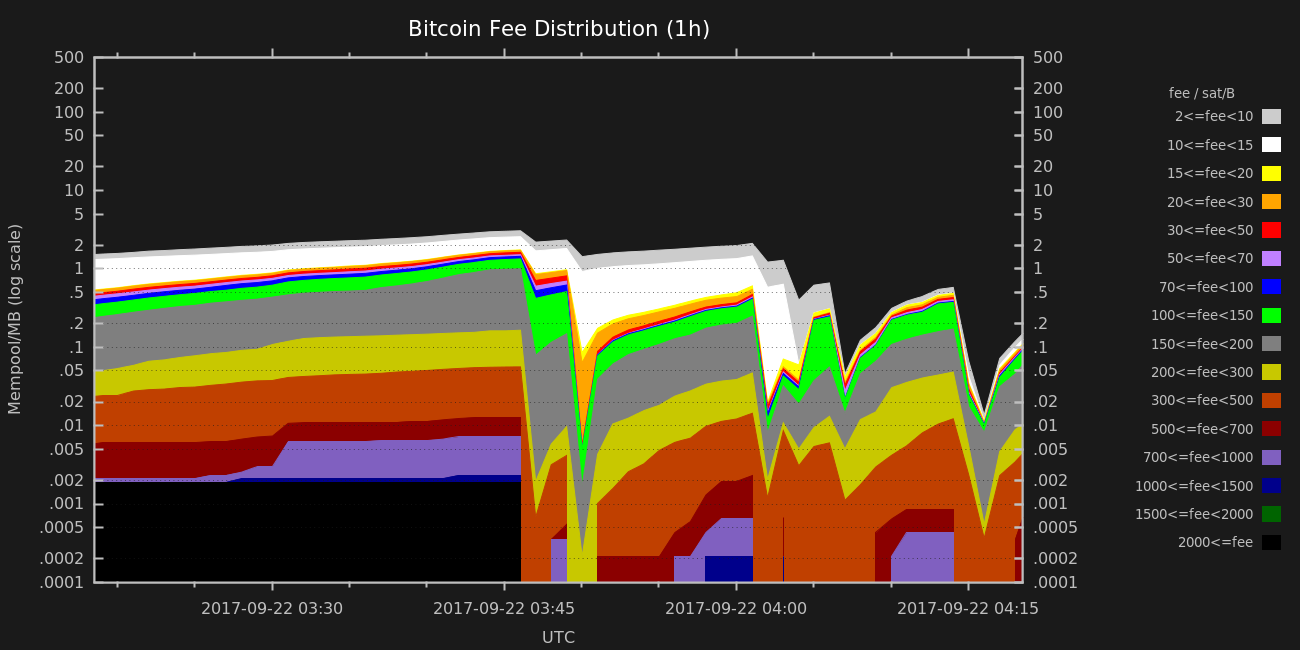 Bitcoin Fee Distribution (1h)
Mempool/MB (log scale)
500
200
100
50
20
10
5
2
1
.5
.2
.1
.05
.02
.01
.005
.002
.001
.0005
.0002
.0001
500
200
100
50
20
10
5
2
1
.5
.2
.1
.05
.02
.01
.005
.002
.001
.0005
.0002
.0001
2017-09-22 03:30
2017-09-22 03:45
2017-09-22 04:00
2017-09-22 04:15
UTC
fee / sat/B
2<=fee<10
10<=fee<15
15<=fee<20
20<=fee<30
30<=fee<50
50<=fee<70
70<=fee<100
100<=fee<150
150<=fee<200
200<=fee<300
300<=fee<500
500<=fee<700
700<=fee<1000
1000<=fee<1500
1500<=fee<2000
2000<=fee